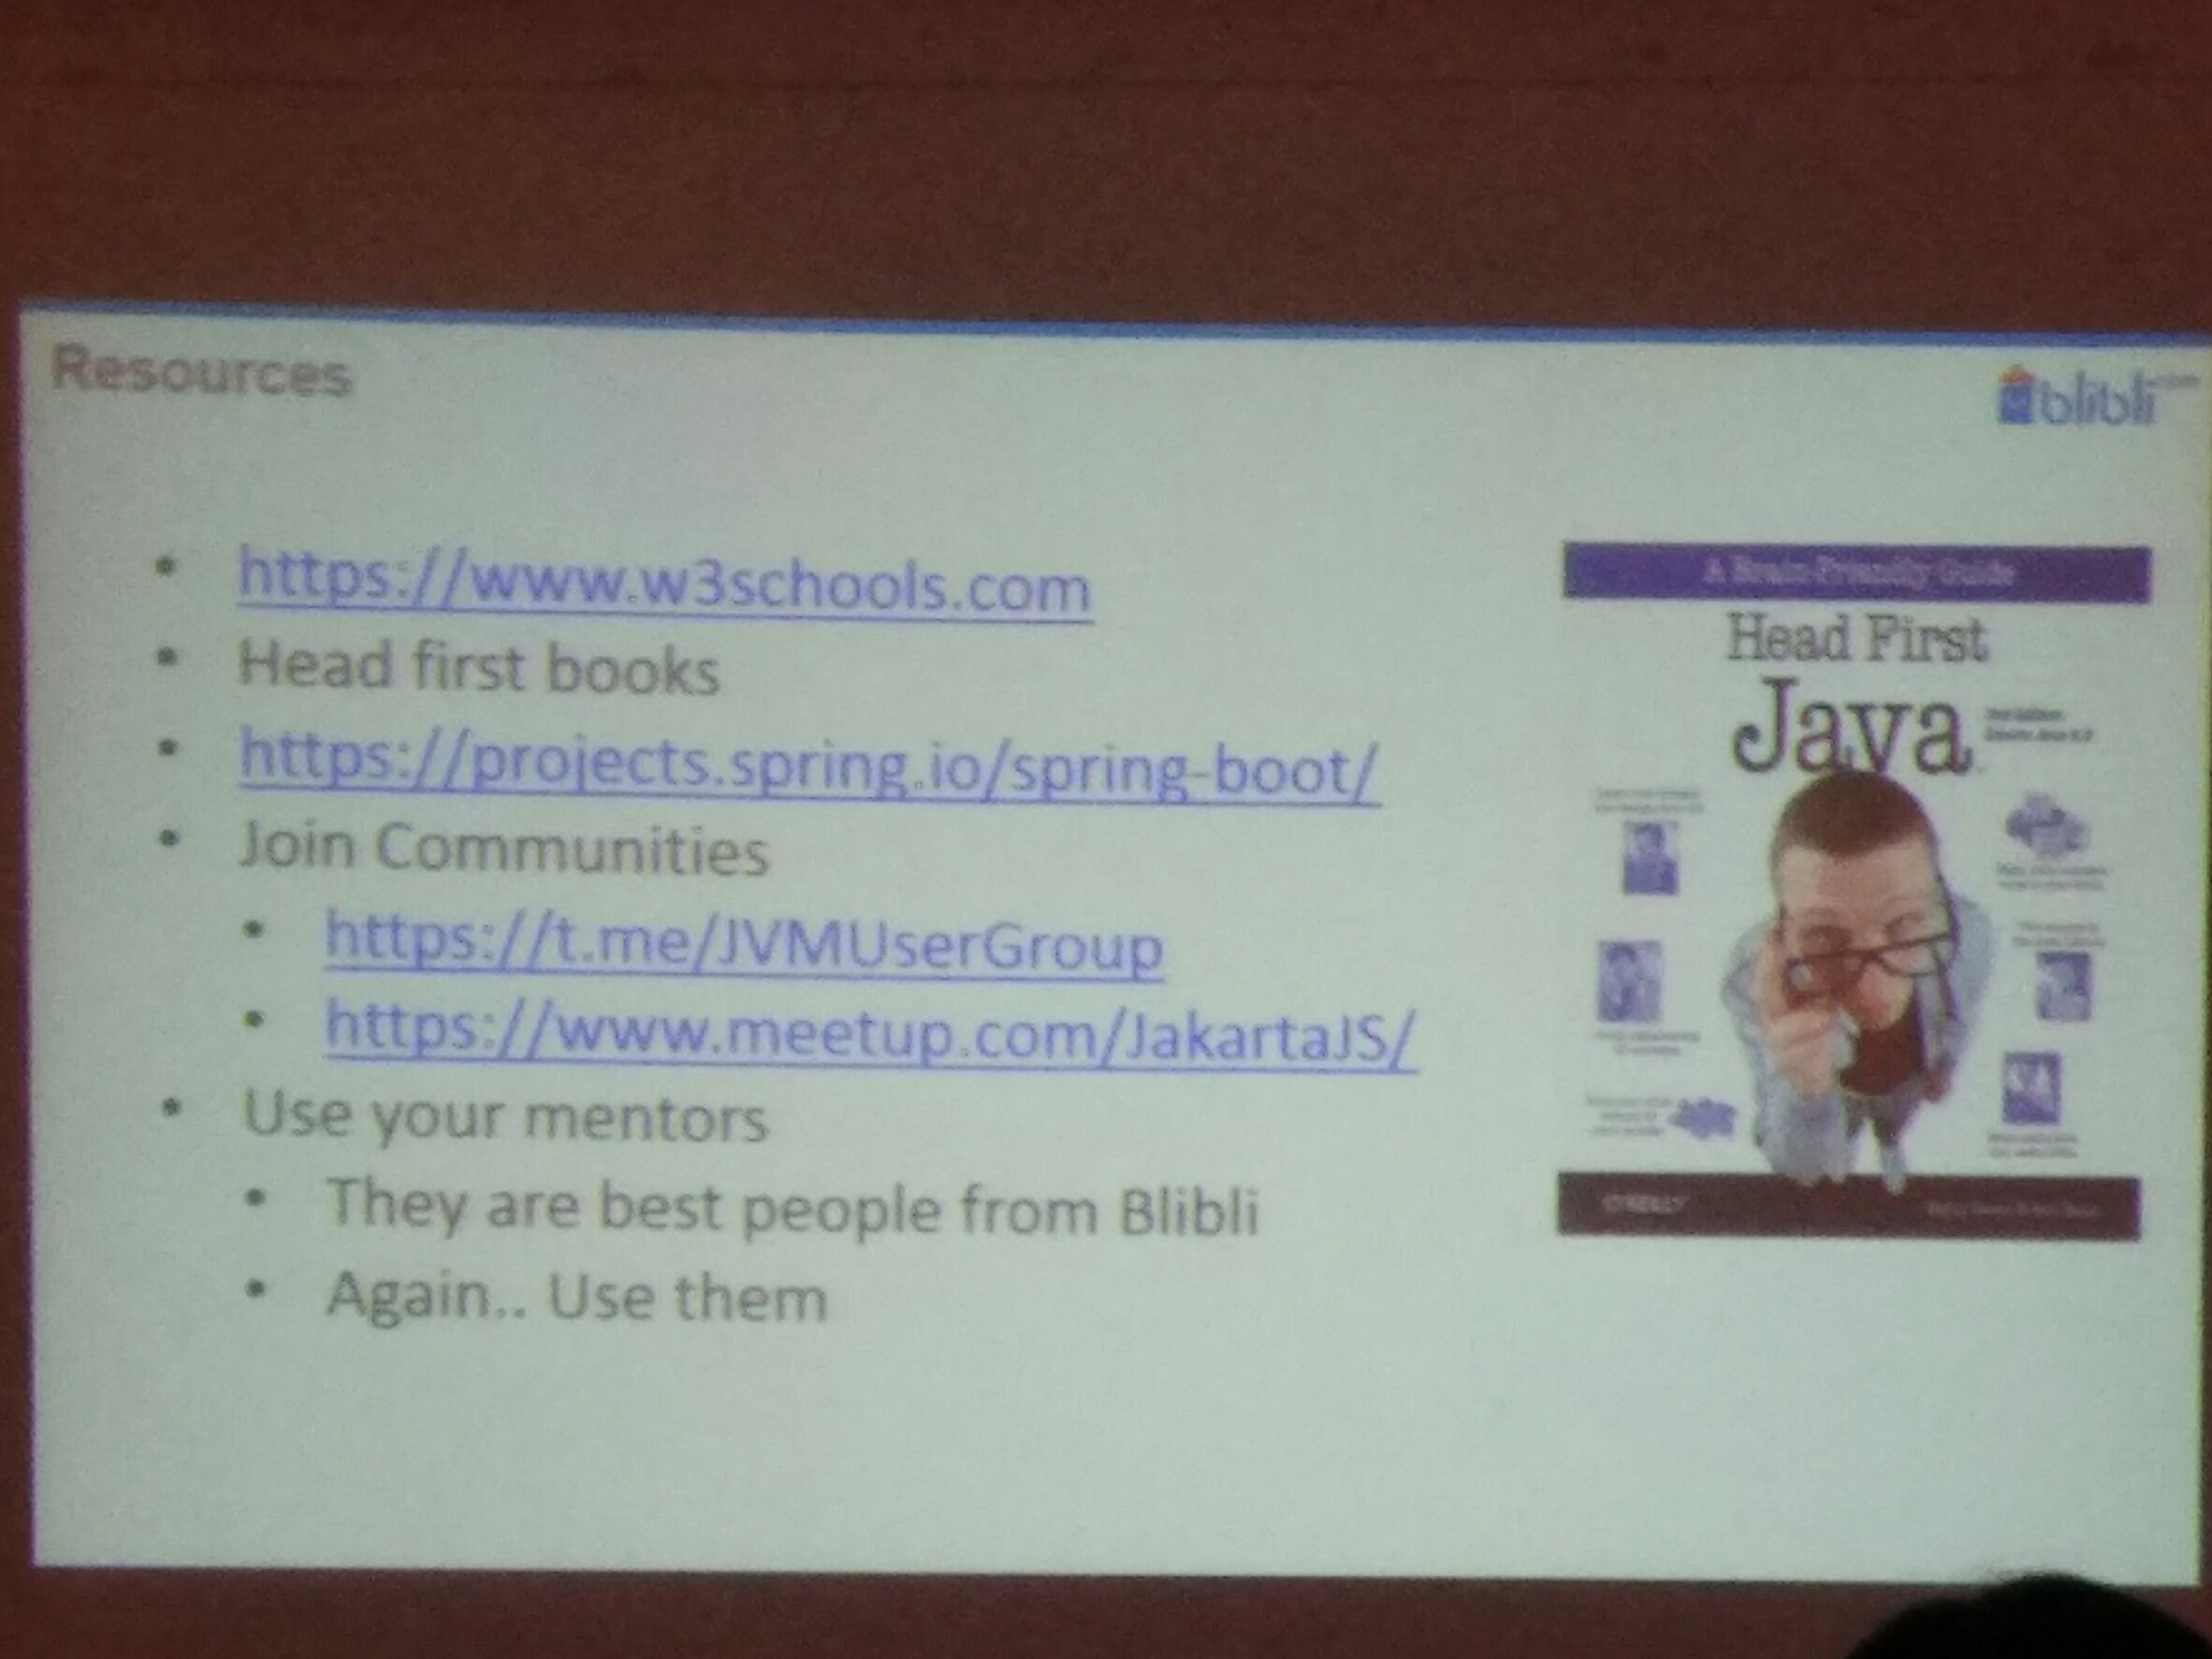 Resources
blibli
https://www.w3schools.com
Head first books
https://projects.spring.io/spring-boot/
Join Communities
https://t.me/JVMUserGroup
https://www.meetup.com/JakartaJS/
Use your mentors
They are best people from Blibli
Again.. Use them
A Brain-Friendly Guide
Head First
Java
O'REILLY